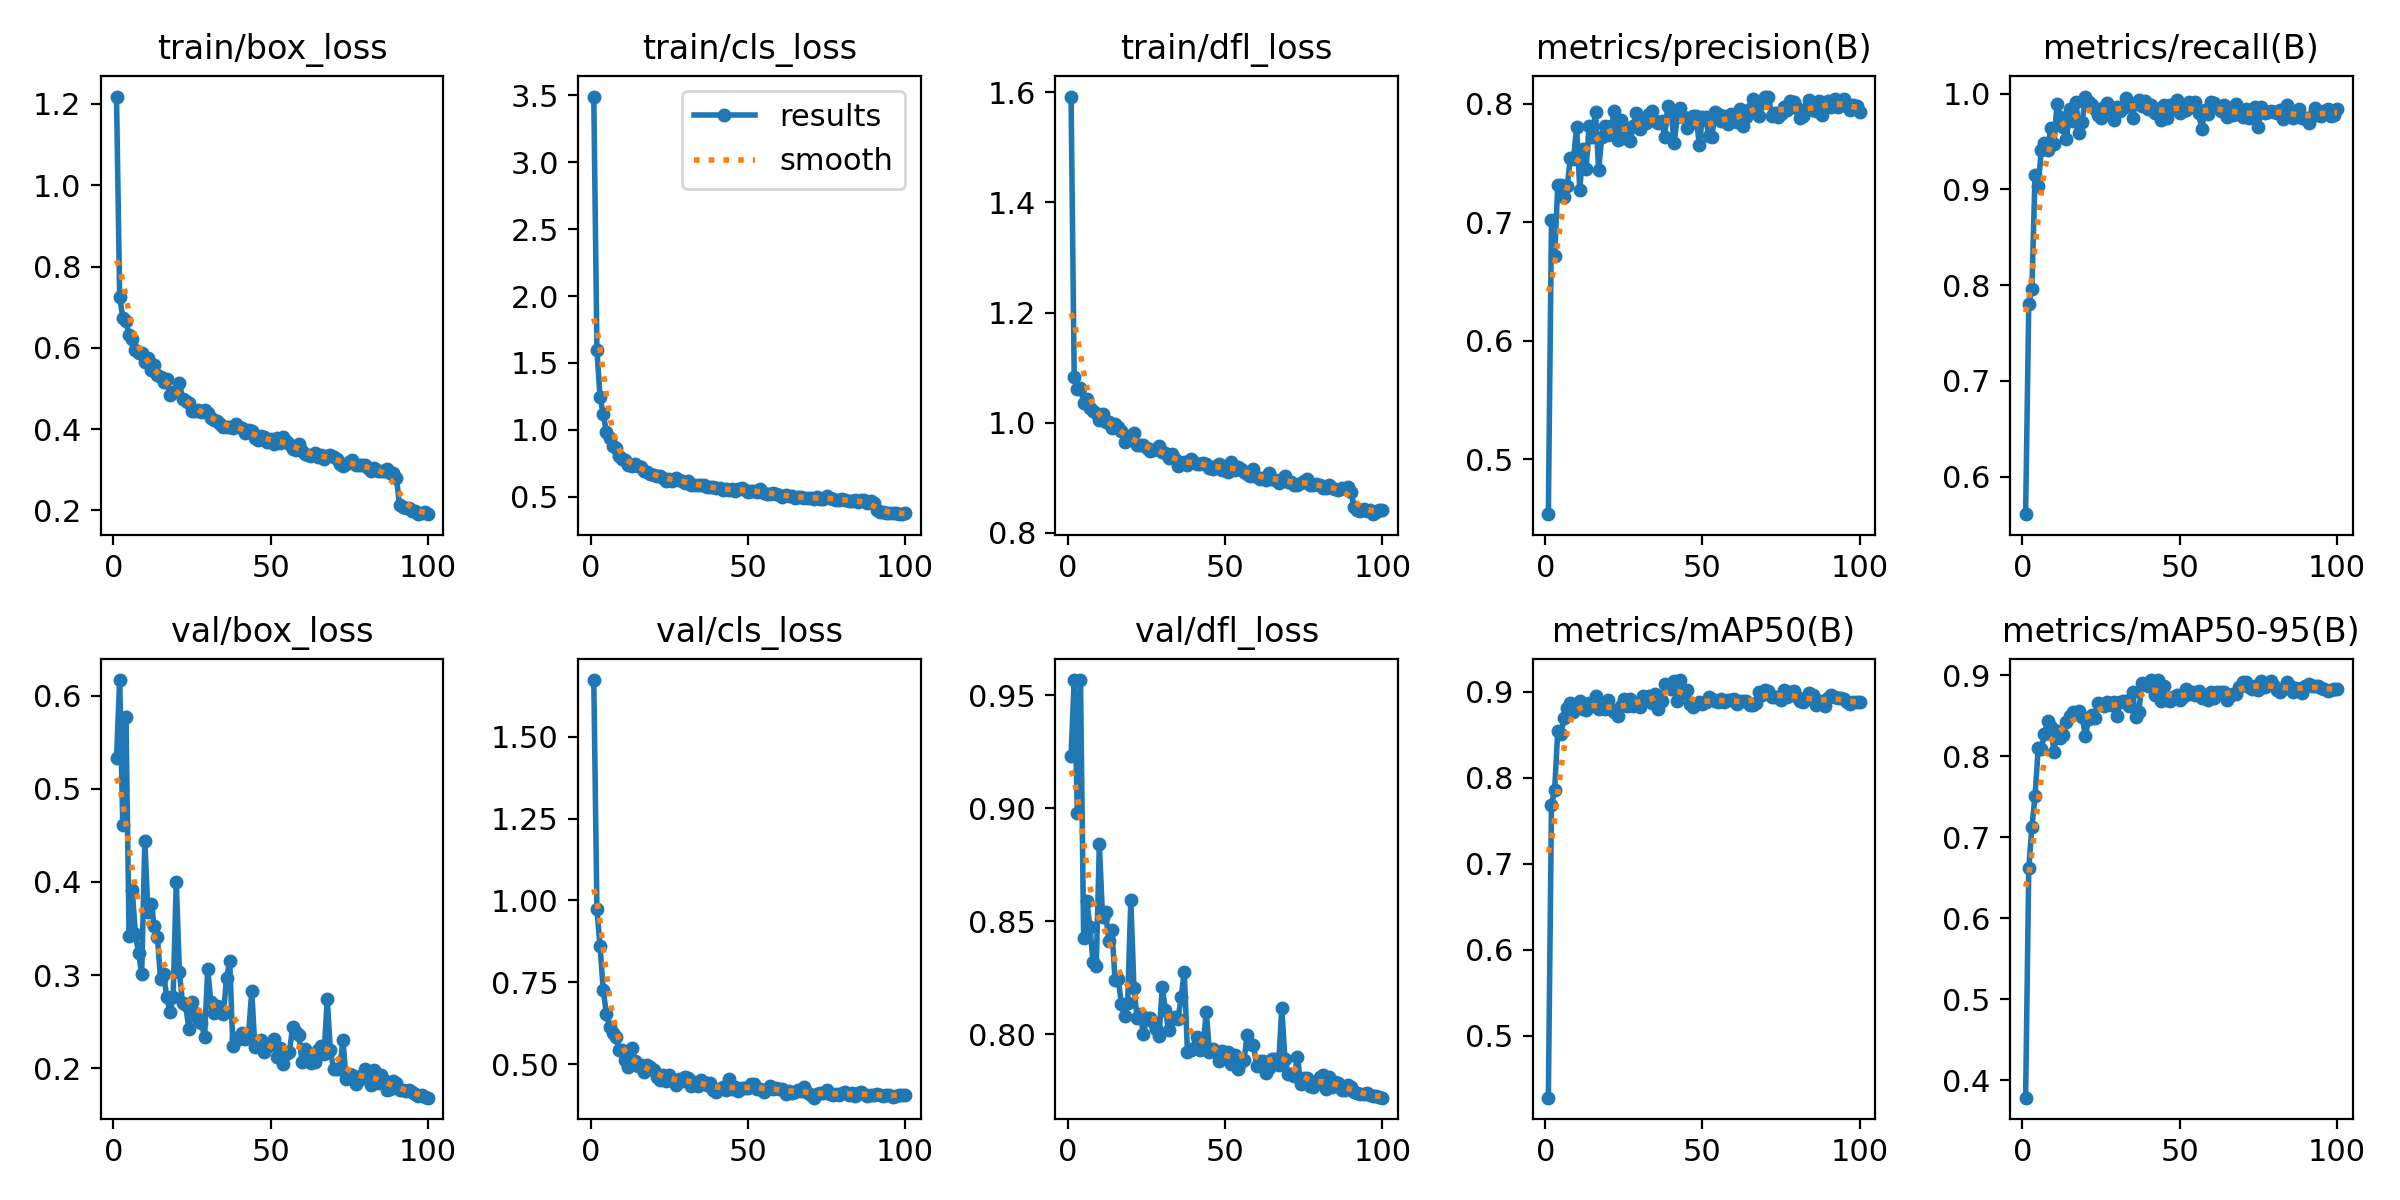 train/box_loss
1.2
1.0
0.8
0.6
0.4
0.2
0 50 100
train/cls_loss
results
smooth
3.5
3.0
2.5
2.0
1.5
1.0
0.5
0 50 100
train/dfl_loss
1.6
1.4
1.2
1.0
0.8
0 50 100
metrics/precision(B)
0.8
0.7
0.6
0.5
0 50 100
metrics/recall(B)
1.0
0.9
0.8
0.7
0.6
0 50 100
val/box_loss
0.6
0.5
0.4
0.3
0.2
0 50 100
val/cls_loss
1.50
1.25
1.00
0.75
0.50
0 50 100
val/dfl_loss
0.95
0.90
0.85
0.80
0 50 100
metrics/mAP50(B)
0.9
0.8
0.7
0.6
0.5
0 50 100
metrics/mAP50-95(B)
0.9
0.8
0.7
0.6
0.5
0.4
0 50 100